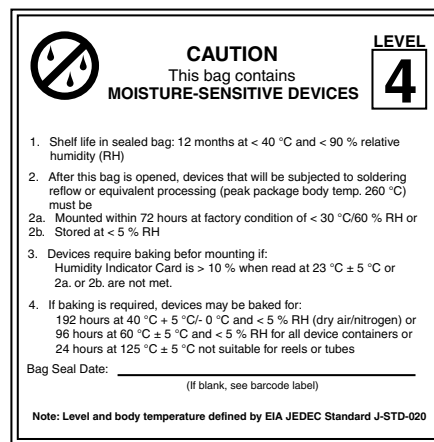 LEVEL
4
CAUTION
This bag contains
MOISTURE-SENSITIVE DEVICES
1. Shelf life in sealed bag: 12 months at < 40 °C and < 90 % relative
humidity (RH)
2. After this bag is opened, devices that will be subjected to soldering
reflow or equivalent processing (peak package body temp. 260 °C)
must be
2a. Mounted within 72 hours at factory condition of < 30 °C/60 % RH or
2b. Stored at < 5 % RH
3. Devices require baking befor mounting if:
Humidity Indicator Card is > 10 % when read at 23 °C ± 5 °C or
2a. or 2b. are not met.
4. If baking is required, devices may be baked for:
192 hours at 40 °C + 5 °C/- 0 °C and < 5 % RH (dry air/nitrogen) or
96 hours at 60 °C ± 5 °C and < 5 % RH for all device containers or
24 hours at 125 °C ± 5 °C not suitable for reels or tubes
Bag Seal Date:
(If blank, see barcode label)
Note: Level and body temperature defined by EIA JEDEC Standard J-STD-020